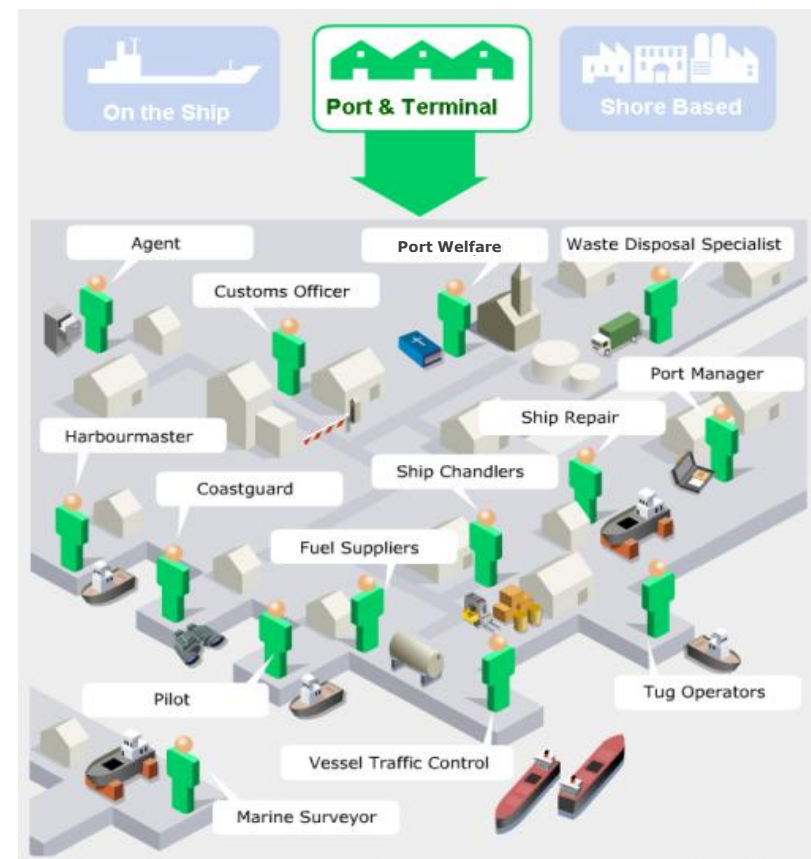 On the Ship
Port & Terminal
Shore Based
Agent
Port Welfare
Waste Disposal Specialist
Customs Officer
Port Manager
Harbourmaster
Ship Repair
Coastguard
Ship Chandlers
Fuel Suppliers
Pilot
Tug Operators
Vessel Traffic Control
Marine Surveyor